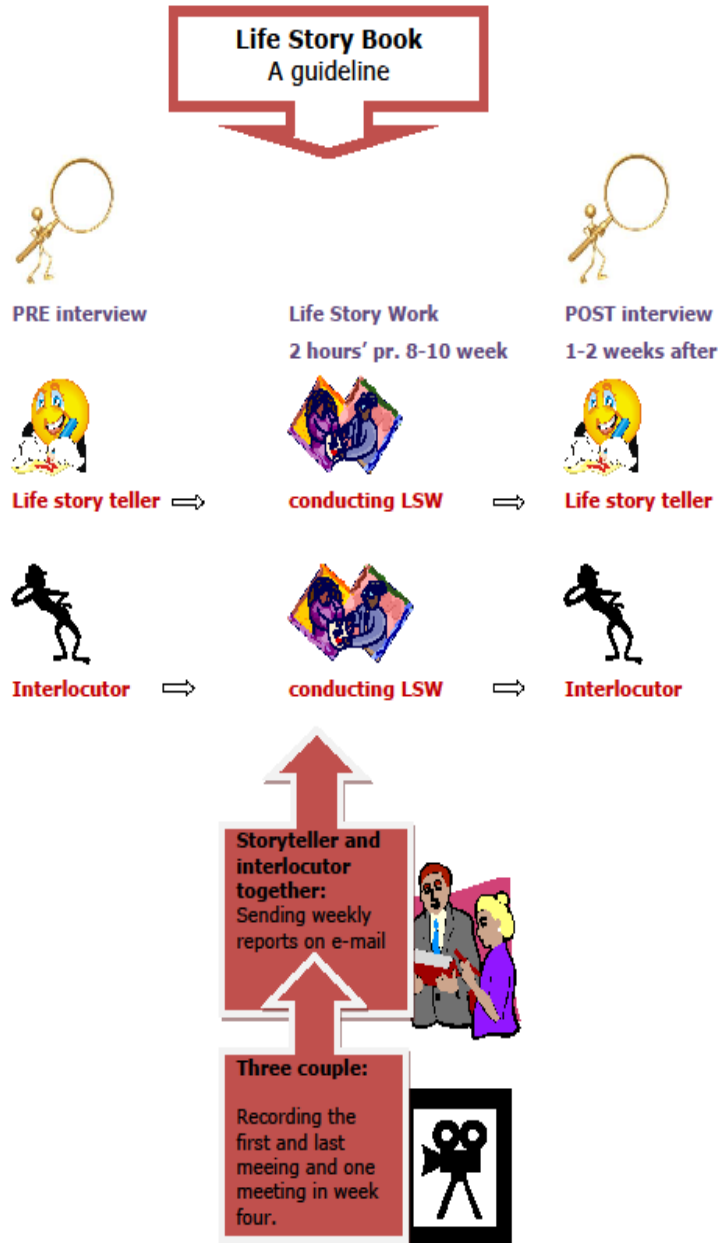 Life Story Book
A guideline
PRE interview
Life Story Work
2 hours' pr. 8-10 week
POST interview
1-2 weeks after
Life story teller ⇨
conducting LSW ⇨
Life story teller
Interlocutor ⇨
conducting LSW ⇨
Interlocutor
Storyteller and
interlocutor
together:
Sending weekly
reports on e-mail
Three couple:
Recording the
first and last
meeing and one
meeting in week
four.